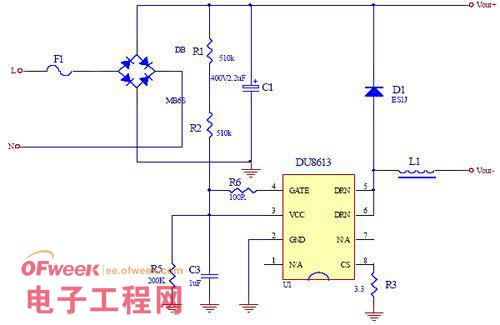 Vout+
F1
DB
R1
510k
L
400V2.2uF
C1
D1
ES1J
MB6S
R2
510k
N
DU8613
L1
Vout-
R6
100R
4
GATE
DRN
5
3
VCC
DRN
6
2
GND
N/A
7
1
N/A
CS
8
U1
R3
3.3
R5
200K
C3
1uF
OFweek
ee.ofweek.com
电子工程网